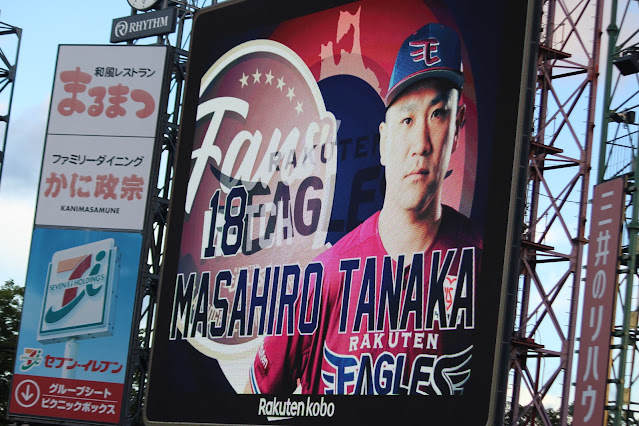 RHYTHM
和風レストラン
まるまつ
ファミリーダイニング
かに政宗
KANIMASAMUNE
7i
SEVEN & i HOLDINGS
セブン‐イレブン
グループシート
ピクニックボックス
Fans'
RAKUTEN
EAGLES
18
MASAHIRO TANAKA
RAKUTEN
EAGLES
Rakuten kobo
三井のリハウ